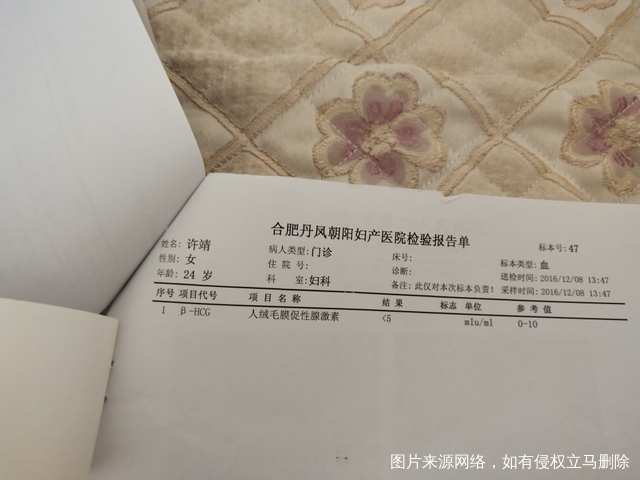 合肥丹凤朝阳妇产医院检验报告单
姓名: 许靖 病人类型: 门诊 床号: 标本号: 47
性别: 女 住 院 号: 诊断: 标本类型: 血
年龄: 24 岁 科 室: 妇科 备注: 此仅对本次标本负责! 送检时间: 2016/12/08 13:47
采样时间: 2016/12/08 13:47
序号 项目代号 项 目 名 称 结 果 标志 单位 参 考 值
1 β-HCG 人绒毛膜促性腺激素 <5 mlu/ml 0-10
图片来源网络，如有侵权立马删除